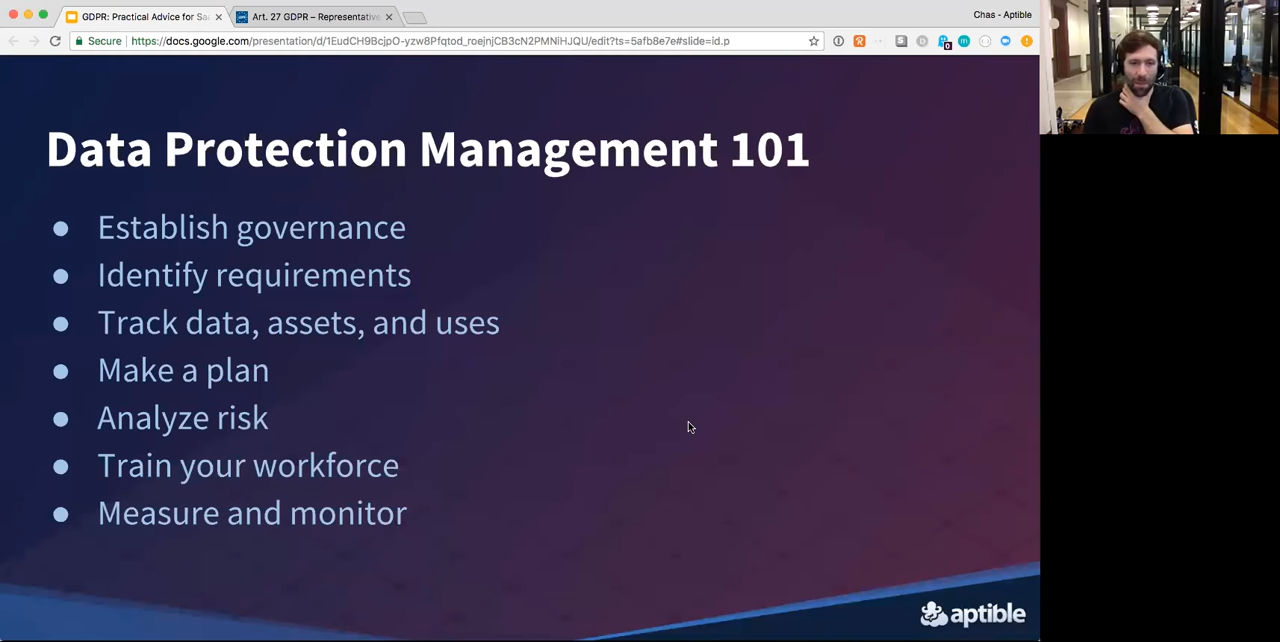 GDPR: Practical Advice for Sa
Art. 27 GDPR – Representative
Chas - Aptible
Secure
https://docs.google.com/presentation/d/1EudCH9BcjpO-yzw8Pfqtod_roejnjCB3cN2PMNiHJQU/edit?ts=5afb8e7e#slide=id.p
Data Protection Management 101
● Establish governance
● Identify requirements
● Track data, assets, and uses
● Make a plan
● Analyze risk
● Train your workforce
● Measure and monitor
aptible